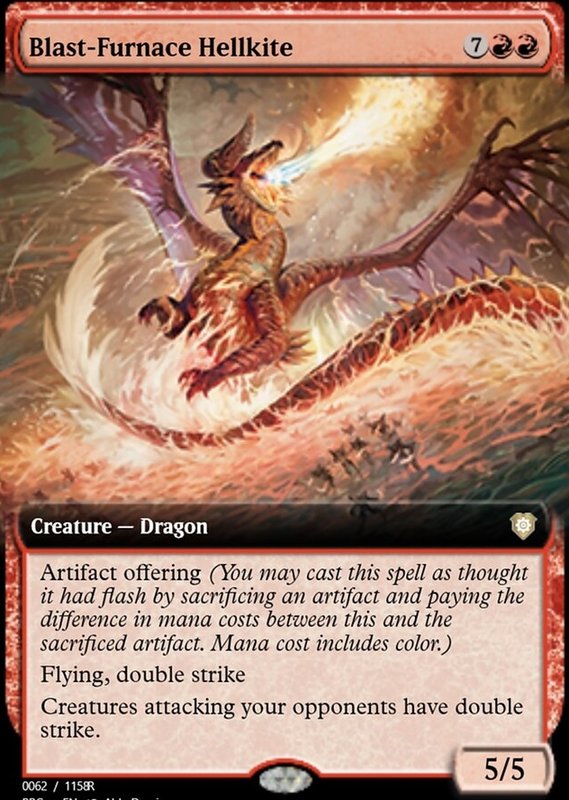 Blast-Furnace Hellkite 7
Creature — Dragon
Artifact offering (You may cast this spell as thought
it had flash by sacrificing an artifact and paying the
difference in mana costs between this and the
sacrificed artifact. Mana cost includes color.)
Flying, double strike
Creatures attacking your opponents have double
strike.
5/5
0062 / 1158R